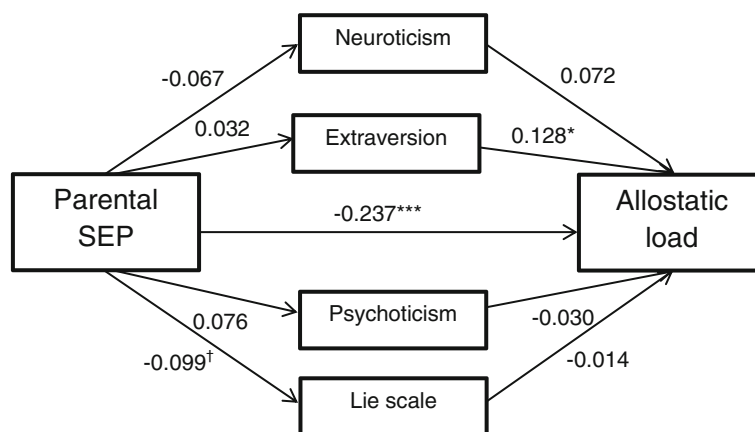 Neuroticism
-0.067
0.072
0.032
Extraversion
0.128*
Parental
SEP
-0.237***
Allostatic
load
Psychoticism
0.076
-0.030
-0.099†
-0.014
Lie scale